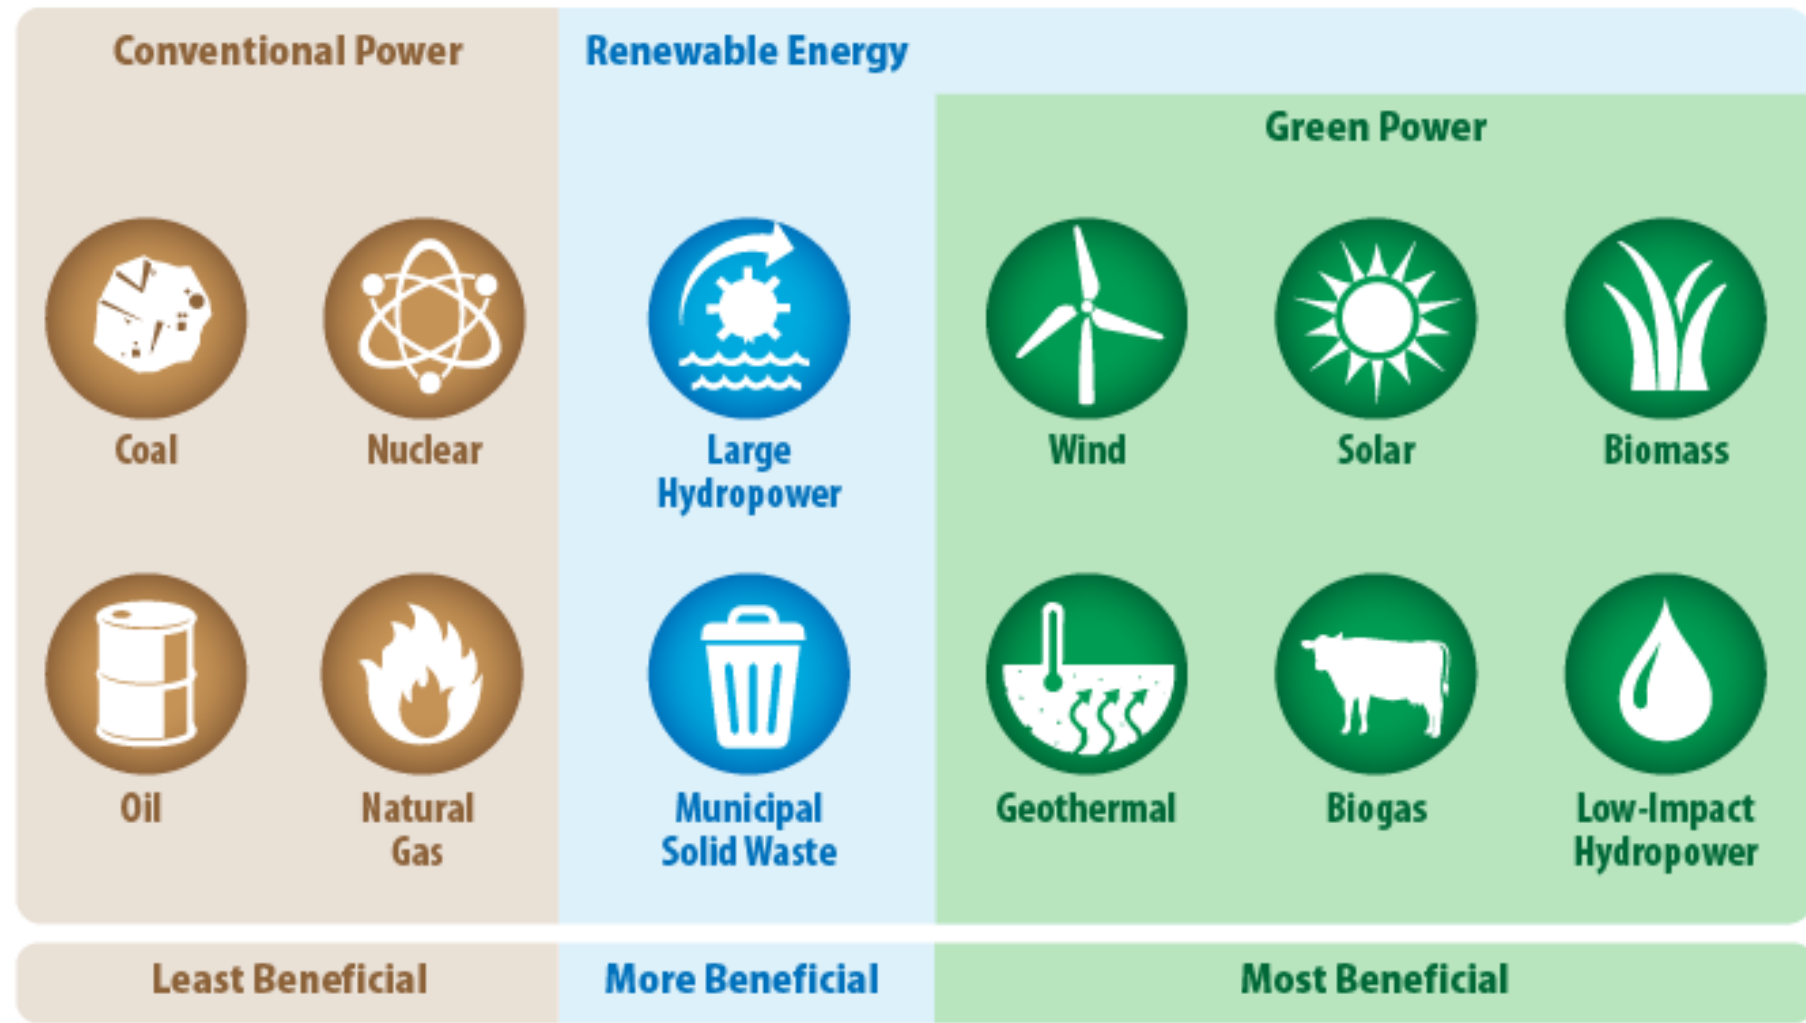 Conventional Power
Renewable Energy
Green Power
Coal
Nuclear
Large
Hydropower
Wind
Solar
Biomass
Oil
Natural
Gas
Municipal
Solid Waste
Geothermal
Biogas
Low-Impact
Hydropower
Least Beneficial
More Beneficial
Most Beneficial